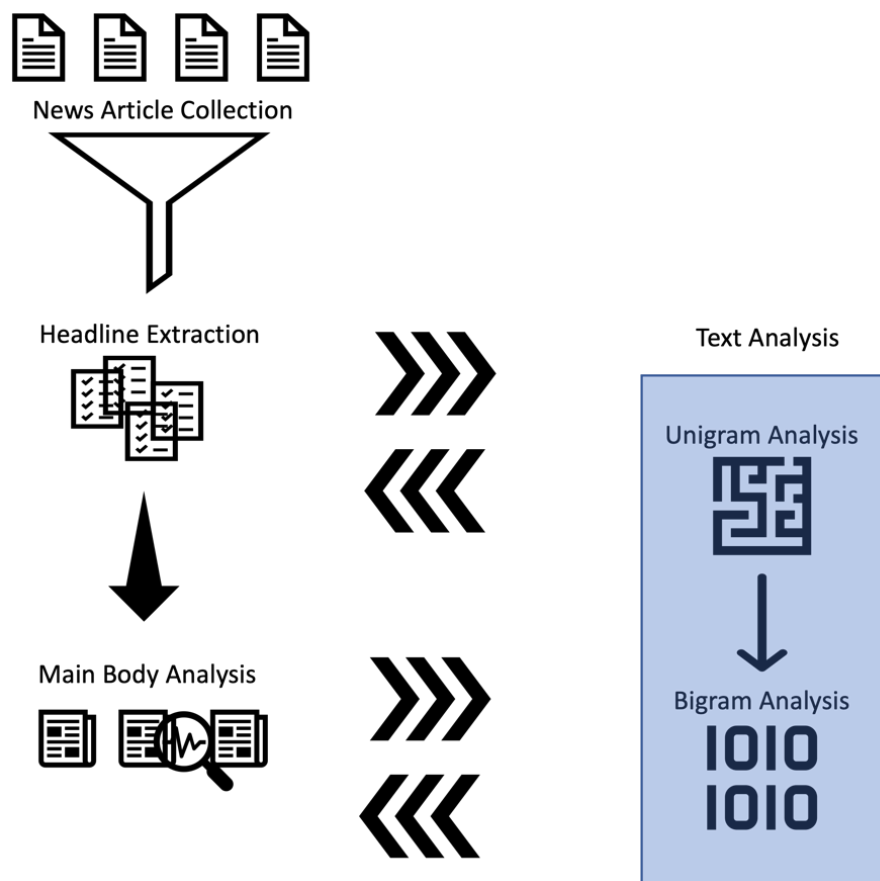 News Article Collection
Headline Extraction
Text Analysis
Unigram Analysis
Main Body Analysis
Bigram Analysis
1010
1010